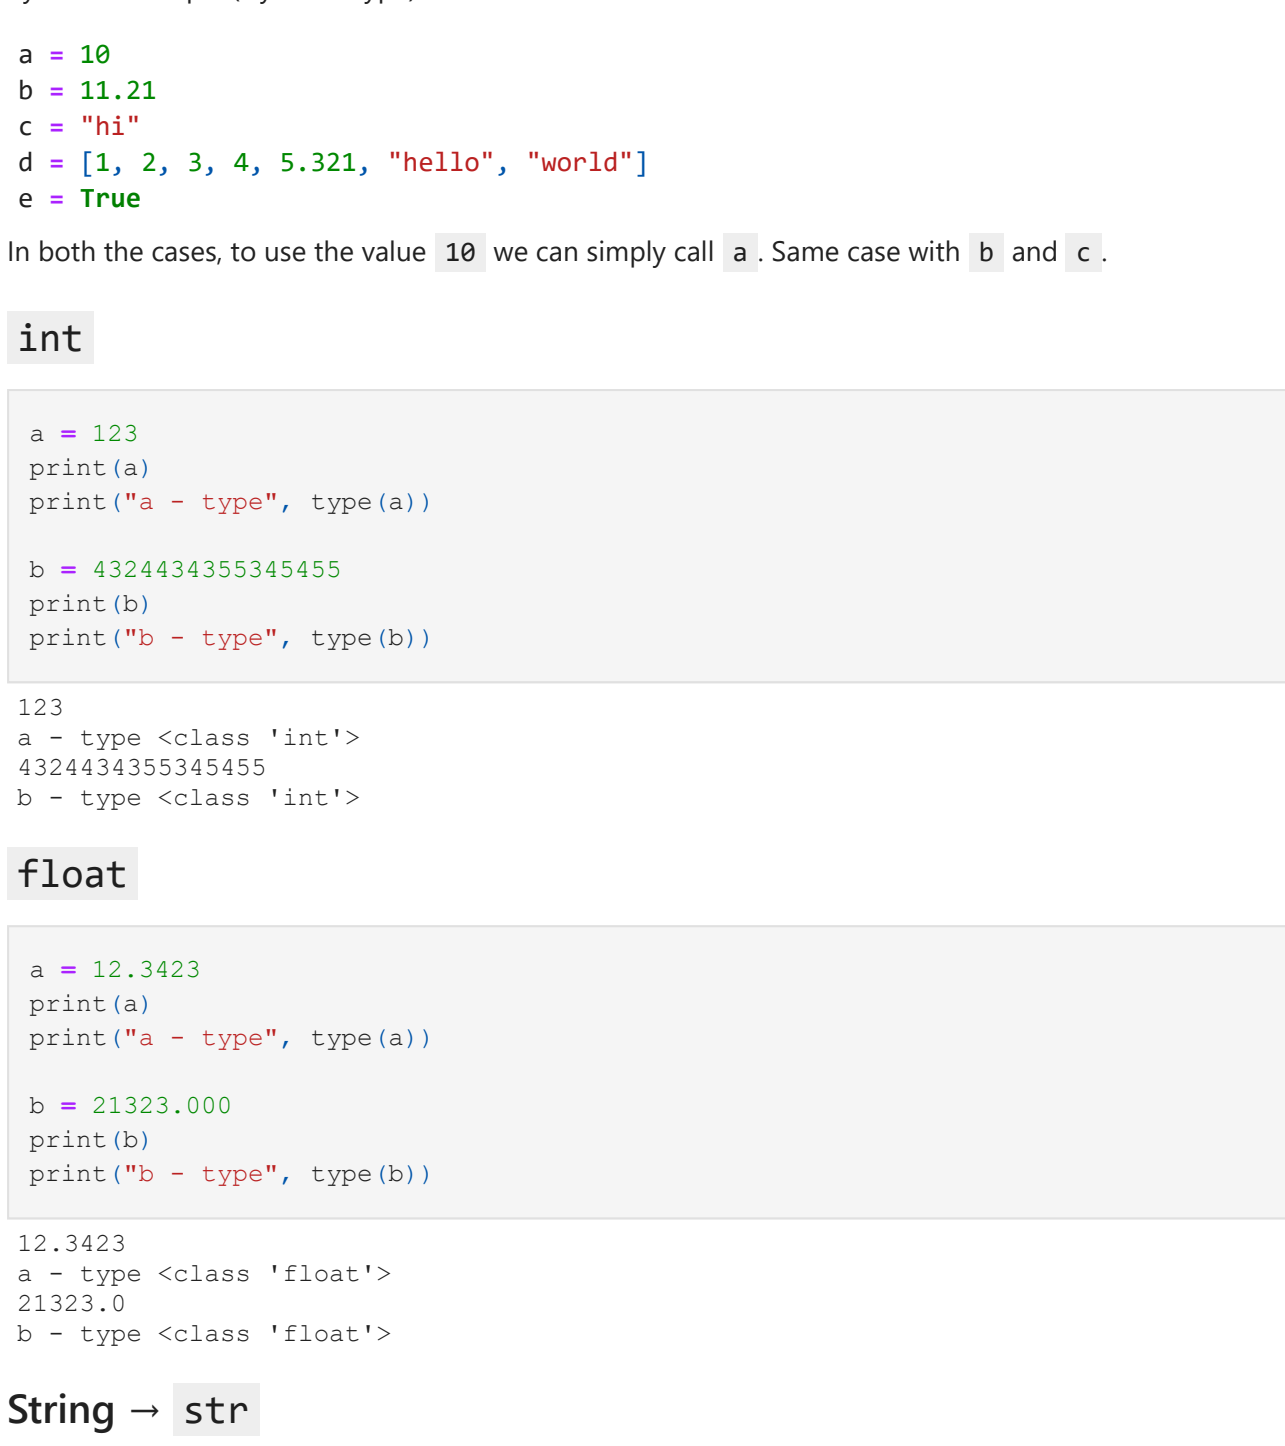 a = 10
b = 11.21
c = "hi"
d = [1, 2, 3, 4, 5.321, "hello", "world"]
e = True
In both the cases, to use the value 10 we can simply call a . Same case with b and c .
int
a = 123
print(a)
print("a - type", type(a))
b = 4324434355345455
print(b)
print("b - type", type(b))
123
a - type <class 'int'>
4324434355345455
b - type <class 'int'>
float
a = 12.3423
print(a)
print("a - type", type(a))
b = 21323.000
print(b)
print("b - type", type(b))
12.3423
a - type <class 'float'>
21323.0
b - type <class 'float'>
String → str